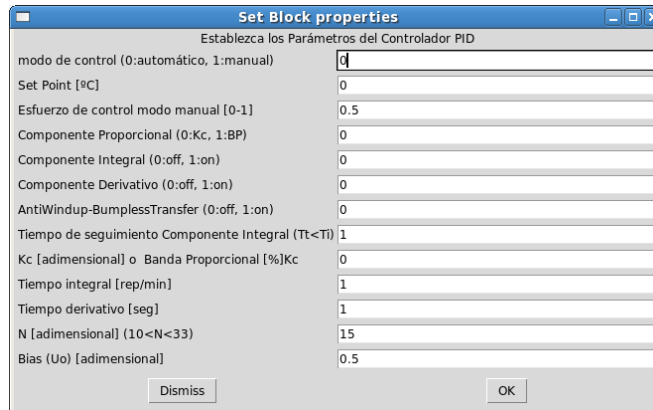 Set Block properties
Establezca los Parámetros del Controlador PID
modo de control (0:automático, 1:manual) 0
Set Point [ºC] 0
Esfuerzo de control modo manual [0-1] 0.5
Componente Proporcional (0:Kc, 1:BP) 0
Componente Integral (0:off, 1:on) 0
Componente Derivativo (0:off, 1:on) 0
AntiWindup-BumplessTransfer (0:off, 1:on) 0
Tiempo de seguimiento Componente Integral (Tt<Ti) 1
Kc [adimensional] o  Banda Proporcional [%]Kc 0
Tiempo integral [rep/min] 1
Tiempo derivativo [seg] 1
N [adimensional] (10<N<33) 15
Bias (Uo) [adimensional] 0.5
Dismiss OK